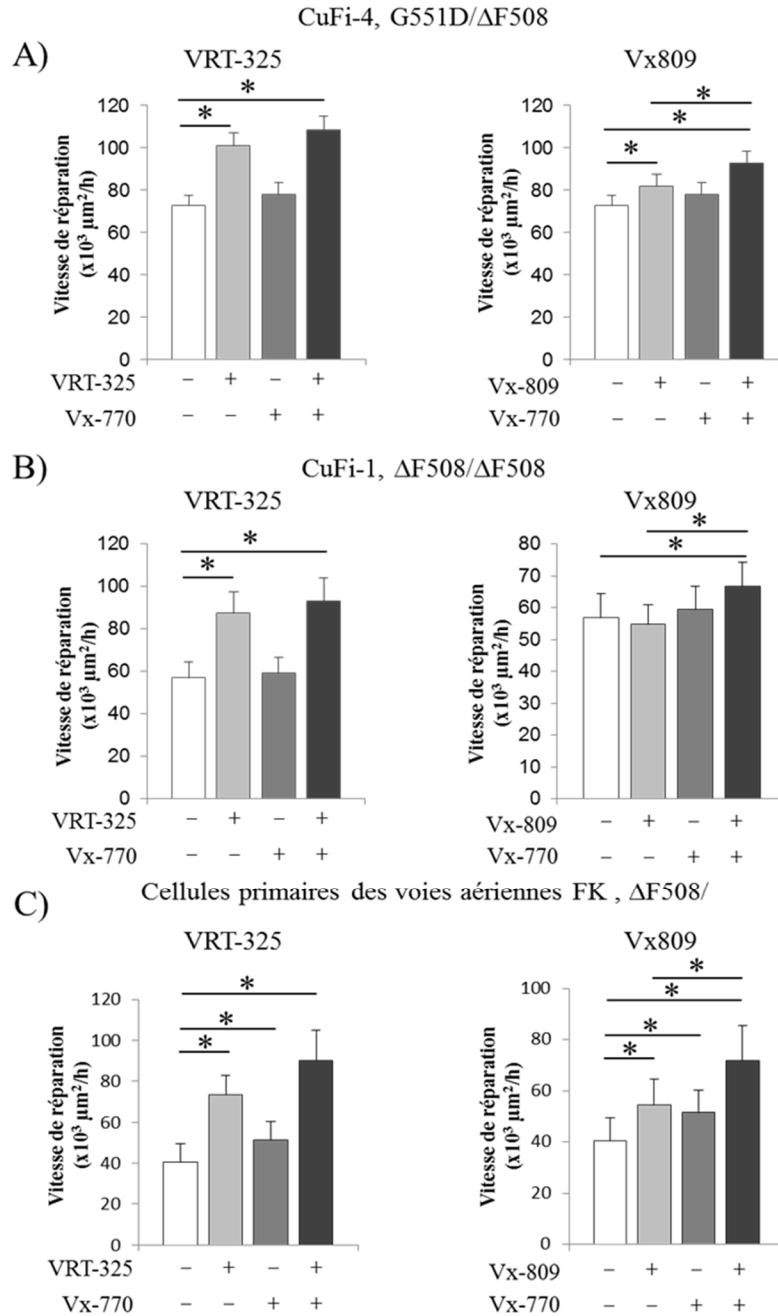 CuFi-4, G551D/ΔF508
A)
VRT-325
Vitesse de réparation
(x10³ µm²/h)
120
100
80
60
40
20
0
*
*
VRT-325 – + – +
Vx-770 – – + +
Vx809
Vitesse de réparation
(x10³ µm²/h)
120
100
80
60
40
20
0
*
*
*
Vx-809 – + – +
Vx-770 – – + +
B)
CuFi-1, ΔF508/ΔF508
VRT-325
Vitesse de réparation
(x10³ µm²/h)
120
100
80
60
40
20
0
*
*
VRT-325 – + – +
Vx-770 – – + +
Vx809
Vitesse de réparation
(x10³ µm²/h)
80
70
60
50
40
30
20
10
0
*
*
Vx-809 – + – +
Vx-770 – – + +
C)
Cellules primaires des voies aériennes FK , ΔF508/
VRT-325
Vitesse de réparation
(x10³ µm²/h)
120
100
80
60
40
20
0
*
*
*
VRT-325 – + – +
Vx-770 – – + +
Vx809
Vitesse de réparation
(x10³ µm²/h)
100
80
60
40
20
0
*
*
*
*
Vx-809 – + – +
Vx-770 – – + +